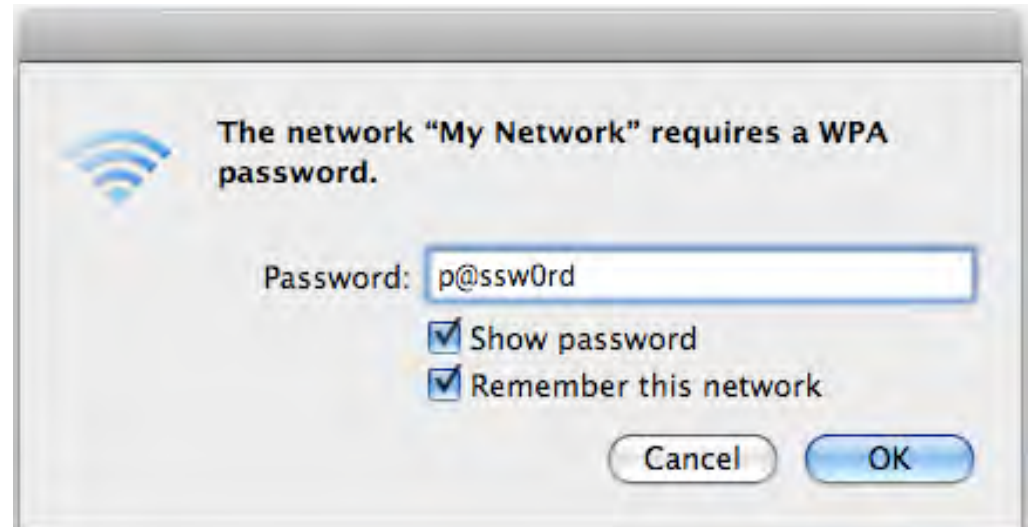 The network “My Network” requires a WPA
password.
Password: p@ssw0rd
Show password
Remember this network
Cancel OK